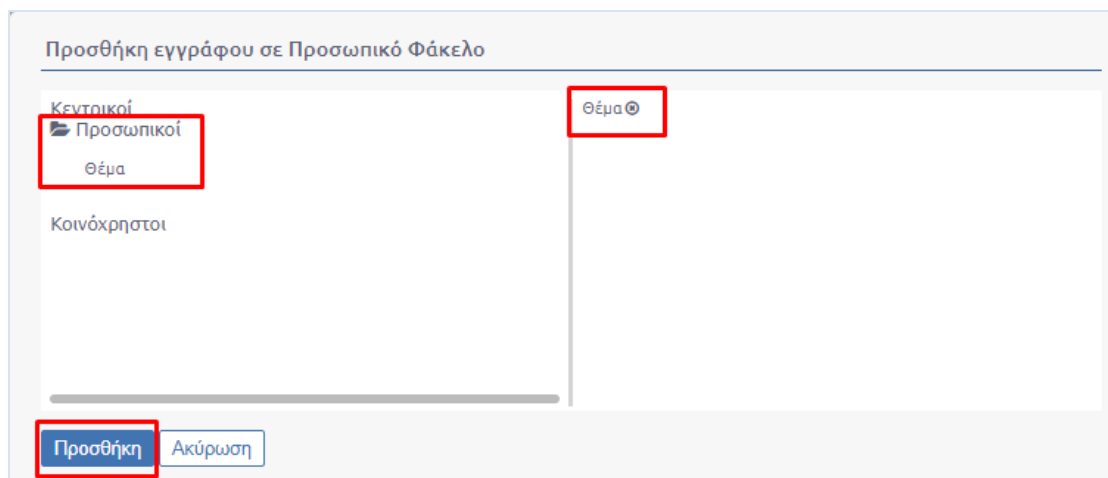 Προσθήκη εγγράφου σε Προσωπικό Φάκελο
Κεντρικοί
Προσωπικοί
Θέμα
Κοινόχρηστοι
Θέμα
Προσθήκη Ακύρωση